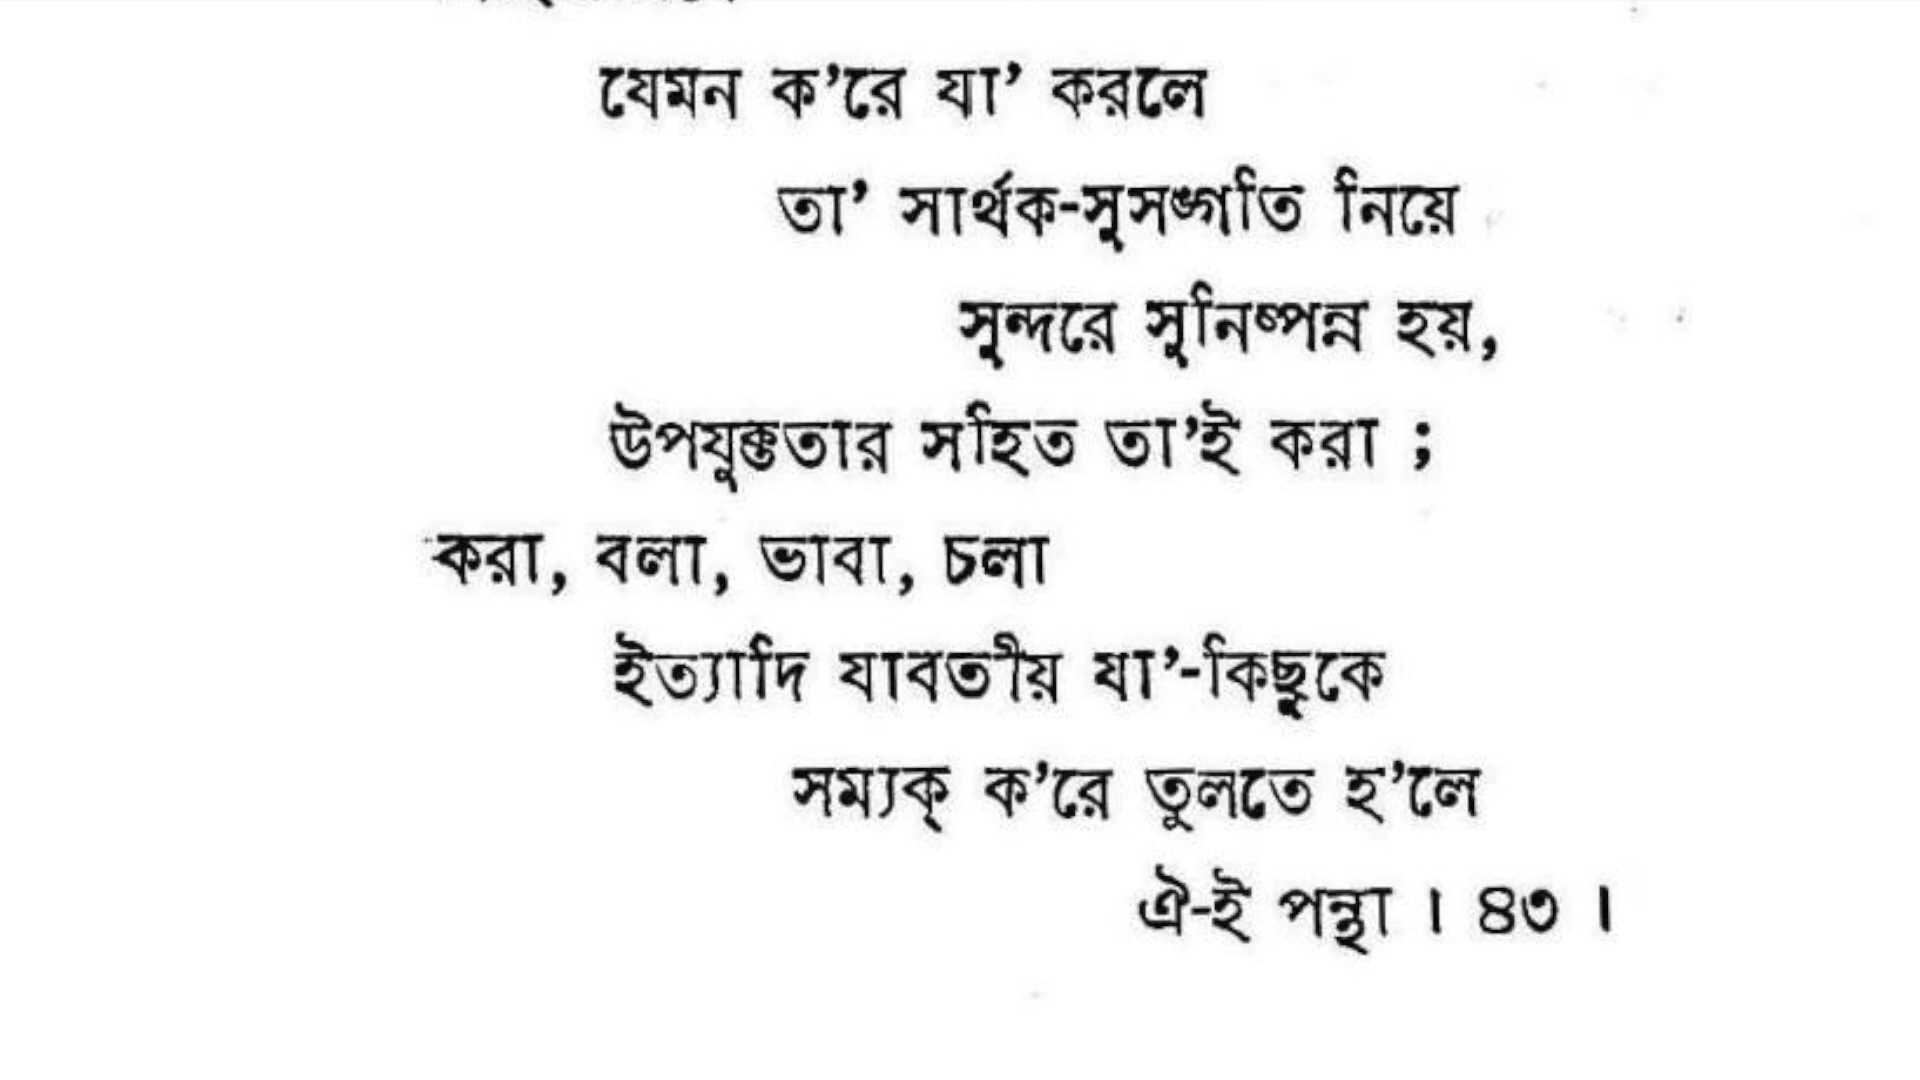 যেমন ক'রে যা' করলে
তা' সার্থক-সুসঙ্গতি নিয়ে
সুন্দরে সুনিষ্পন্ন হয়,
উপযুক্ততার সহিত তা'ই করা ;
করা, বলা, ভাবা, চলা
ইত্যাদি যাবতীয় যা'-কিছুকে
সম্যক্ ক'রে তুলতে হ'লে
ঐ-ই পন্থা । ৪৩ ।